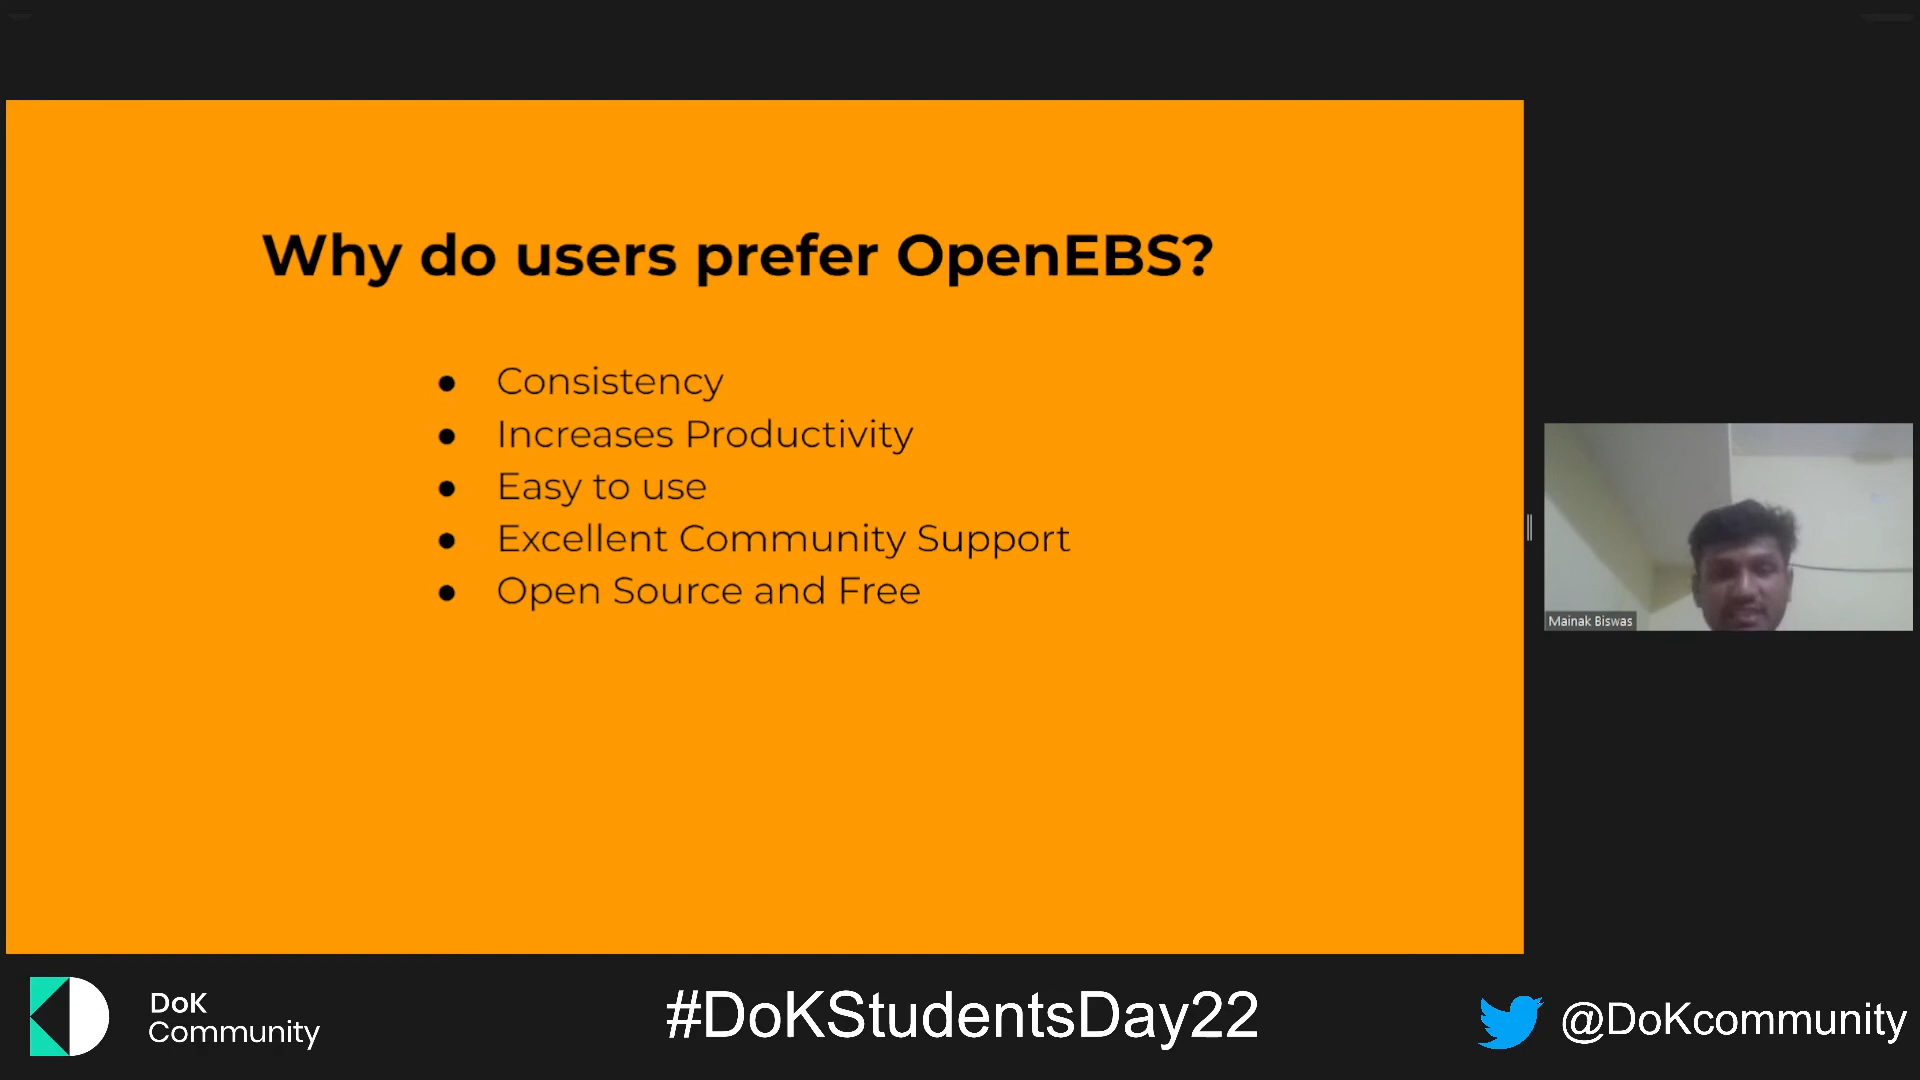 Why do users prefer OpenEBS?
● Consistency
● Increases Productivity
● Easy to use
● Excellent Community Support
● Open Source and Free
Mainak Biswas
DoK
Community
#DoKStudentsDay22
@DoKcommunity